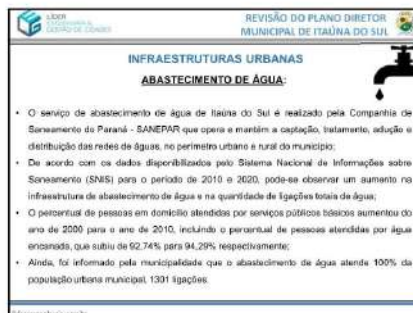 LÍDER
ENGENHARIA &
GESTÃO DE CIDADES
REVISÃO DO PLANO DIRETOR
MUNICIPAL DE ITAÚNA DO SUL
INFRAESTRUTURAS URBANAS
ABASTECIMENTO DE ÁGUA:
• O serviço de abastecimento de água de Itaúna do Sul é realizado pela Companhia de
Saneamento do Paraná - SANEPAR que opera e mantém a captação, tratamento, adução e
distribuição das redes de águas, no perímetro urbano e rural do município;
• De acordo com os dados disponibilizados pelo Sistema Nacional de Informações sobre
Saneamento (SNIS) para o período de 2010 e 2020, pode-se observar um aumento na
infraestrutura de abastecimento de água e na quantidade de ligações totais de água;
• O percentual de pessoas em domicílio atendidas por serviços públicos básicos aumentou do
ano de 2000 para o ano de 2010, incluindo o percentual de pessoas atendidas por água
encanada, que subiu de 92,74% para 94,29% respectivamente;
• Ainda, foi informado pela municipalidade que o abastecimento de água atende 100% da
população urbana municipal, 1301 ligações.